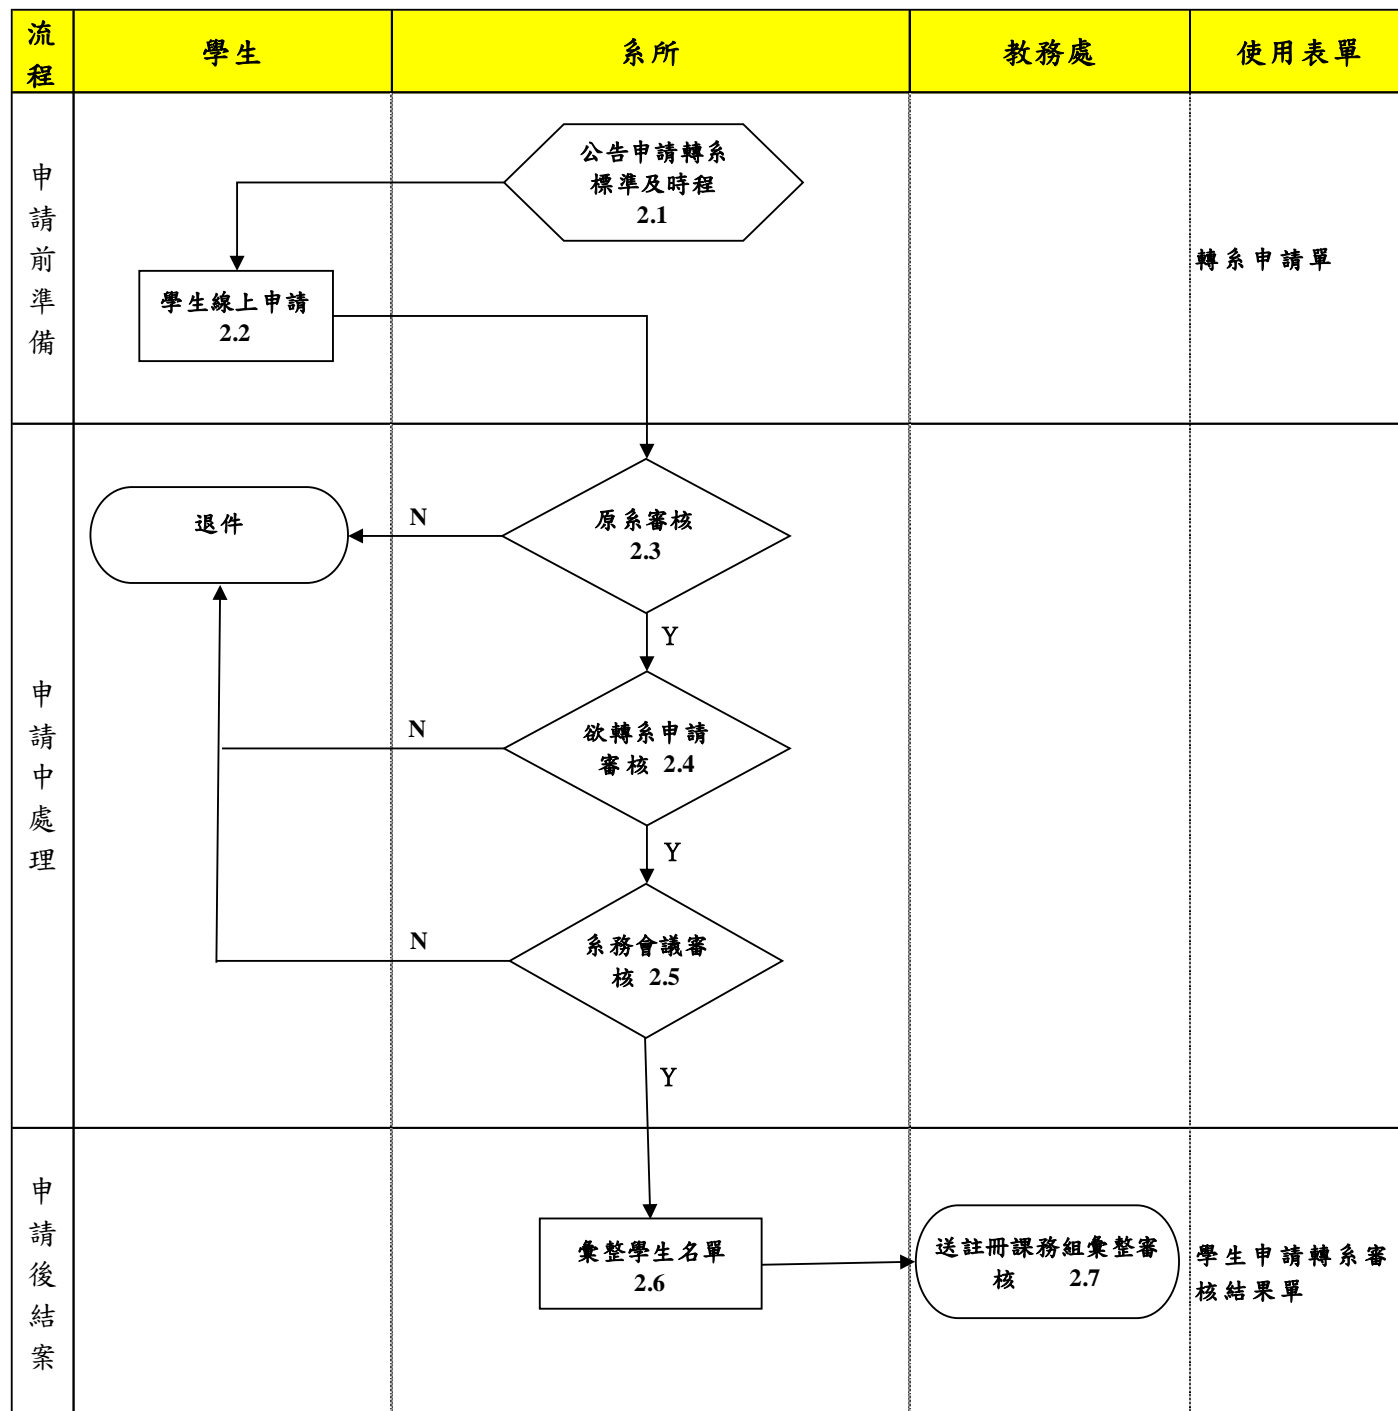 流程
學生
系所
教務處
使用表單
申請前準備
公告申請轉系
標準及時程
2.1
學生線上申請
2.2
轉系申請單
申請中處理
退件
N
原系審核
2.3
Y
N
欲轉系申請
審核 2.4
Y
N
系務會議審
核 2.5
Y
申請後結案
彙整學生名單
2.6
送註冊課務組彙整審
核 2.7
學生申請轉系審
核結果單